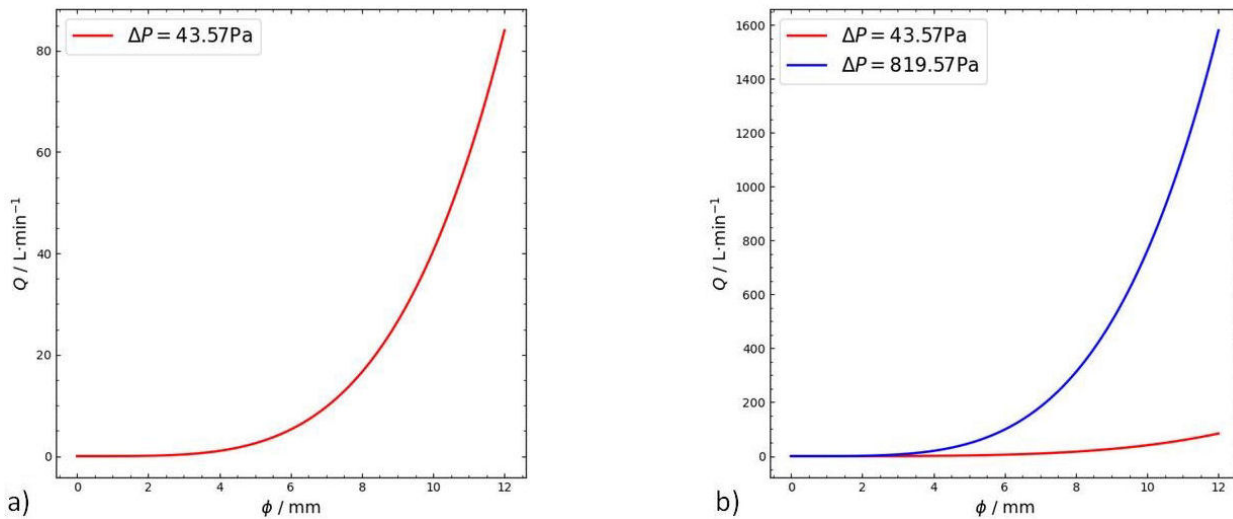 ΔP = 43.57Pa
80
60
40
20
0
Q / L·min⁻¹
0 2 4 6 8 10 12
ϕ / mm
a)
ΔP = 43.57Pa
ΔP = 819.57Pa
1600
1400
1200
1000
800
600
400
200
0
Q / L·min⁻¹
0 2 4 6 8 10 12
ϕ / mm
b)